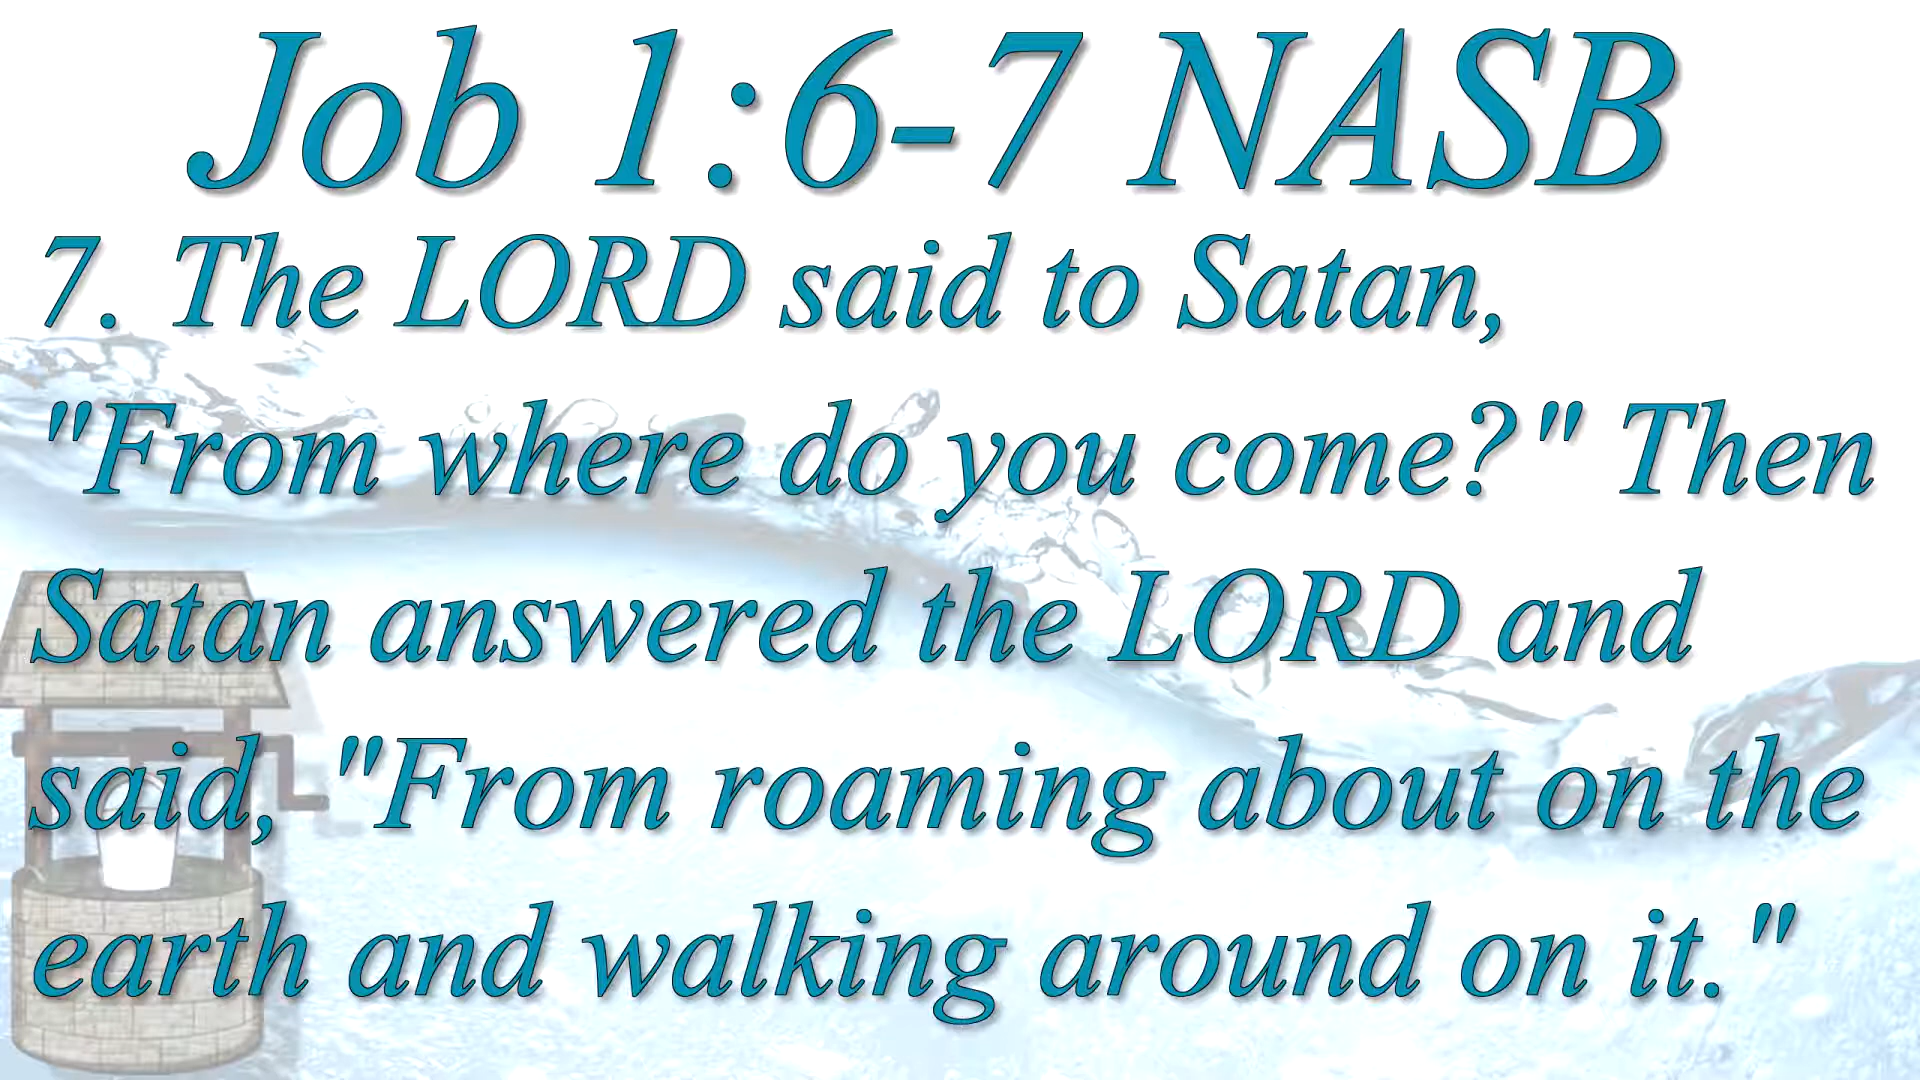 Job 1:6-7 NASB
7. The LORD said to Satan,
"From where do you come?" Then
Satan answered the LORD and
said, "From roaming about on the
earth and walking around on it."